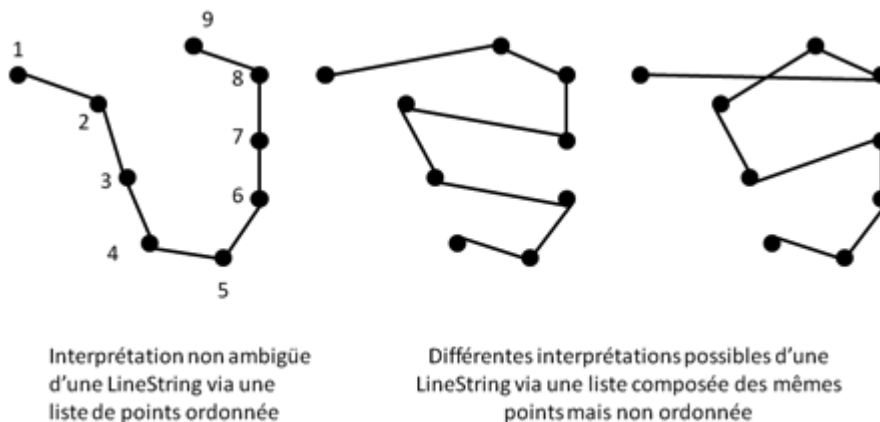 9
1
8
2
7
3
6
4
5
Interprétation non ambigüe
d'une LineString via une
liste de points ordonnée
Différentes interprétations possibles d'une
LineString via une liste composée des mêmes
points mais non ordonnée